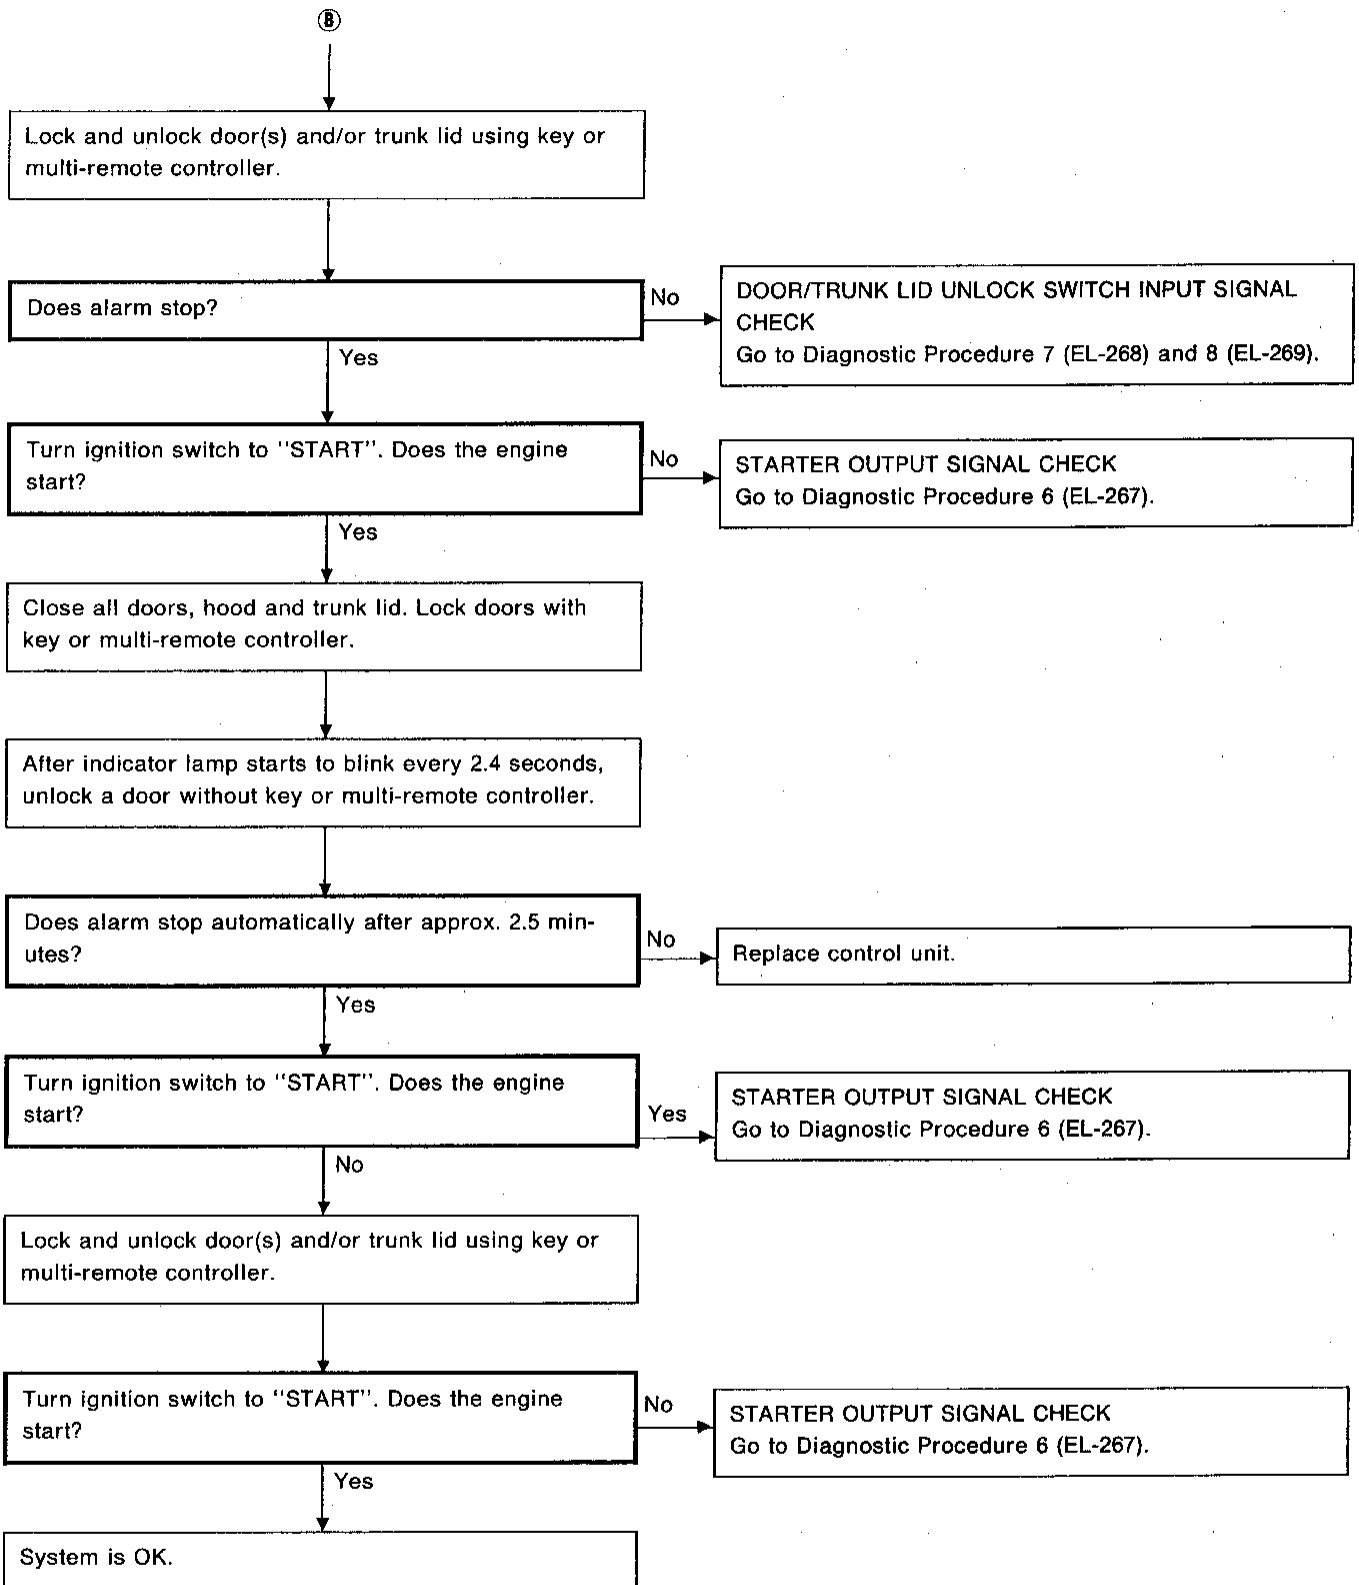 B
Lock and unlock door(s) and/or trunk lid using key or
multi-remote controller.
Does alarm stop?
No
DOOR/TRUNK LID UNLOCK SWITCH INPUT SIGNAL
CHECK
Go to Diagnostic Procedure 7 (EL-268) and 8 (EL-269).
Yes
Turn ignition switch to "START". Does the engine
start?
No
STARTER OUTPUT SIGNAL CHECK
Go to Diagnostic Procedure 6 (EL-267).
Yes
Close all doors, hood and trunk lid. Lock doors with
key or multi-remote controller.
After indicator lamp starts to blink every 2.4 seconds,
unlock a door without key or multi-remote controller.
Does alarm stop automatically after approx. 2.5 min-
utes?
No
Replace control unit.
Yes
Turn ignition switch to "START". Does the engine
start?
Yes
STARTER OUTPUT SIGNAL CHECK
Go to Diagnostic Procedure 6 (EL-267).
No
Lock and unlock door(s) and/or trunk lid using key or
multi-remote controller.
Turn ignition switch to "START". Does the engine
start?
No
STARTER OUTPUT SIGNAL CHECK
Go to Diagnostic Procedure 6 (EL-267).
Yes
System is OK.